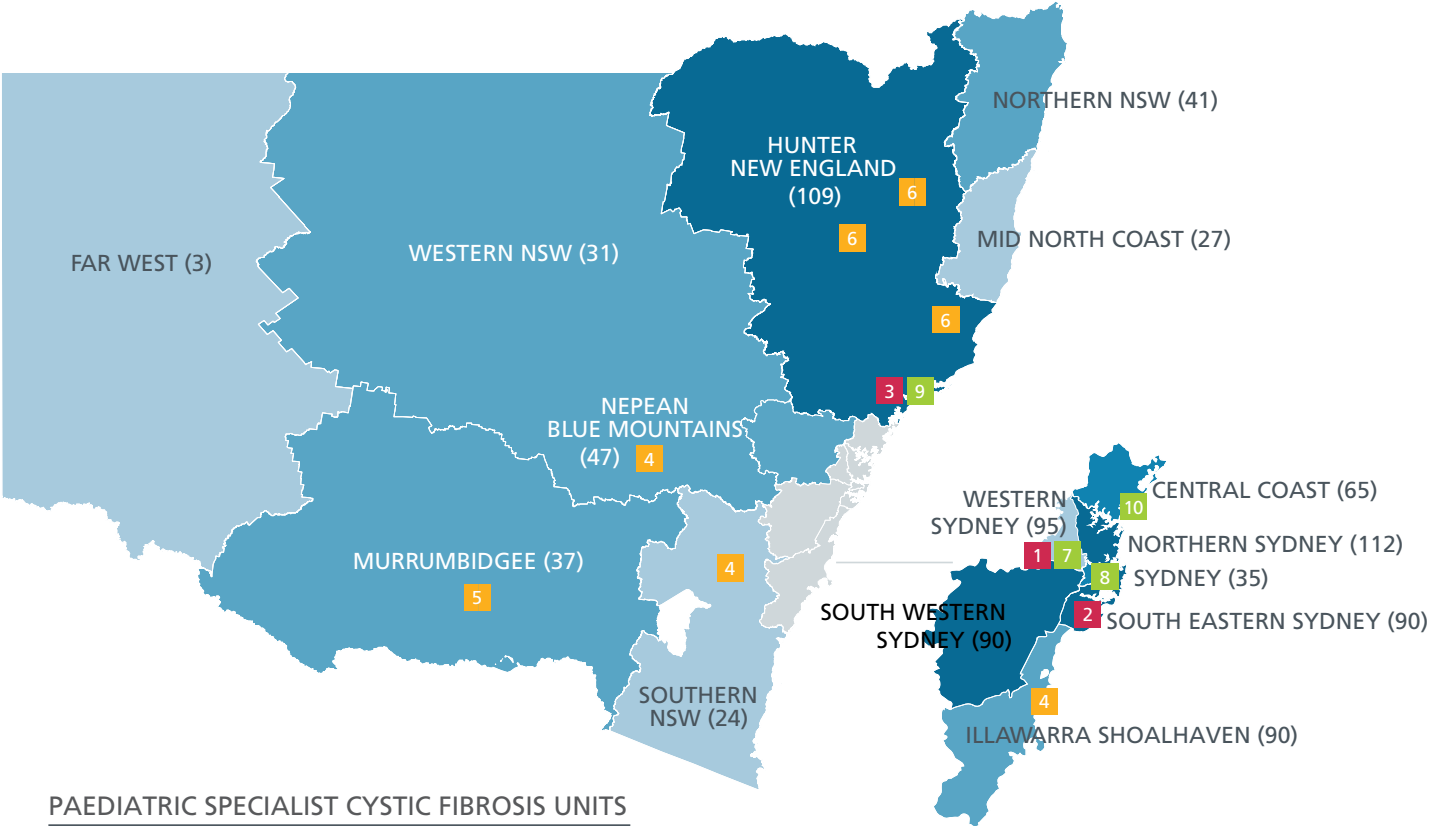 NORTHERN NSW (41)
HUNTER
NEW ENGLAND
(109)
6
6
MID NORTH COAST (27)
FAR WEST (3)
WESTERN NSW (31)
6
3
9
NEPEAN
BLUE MOUNTAINS
(47)
4
WESTERN
SYDNEY (95)
CENTRAL COAST (65)
10
NORTHERN SYDNEY (112)
1
7
8
SYDNEY (35)
MURRUMBIDGEE (37)
5
4
SOUTH WESTERN
SYDNEY (90)
2
SOUTH EASTERN SYDNEY (90)
SOUTHERN
NSW (24)
4
ILLAWARRA SHOALHAVEN (90)
PAEDIATRIC SPECIALIST CYSTIC FIBROSIS UNITS